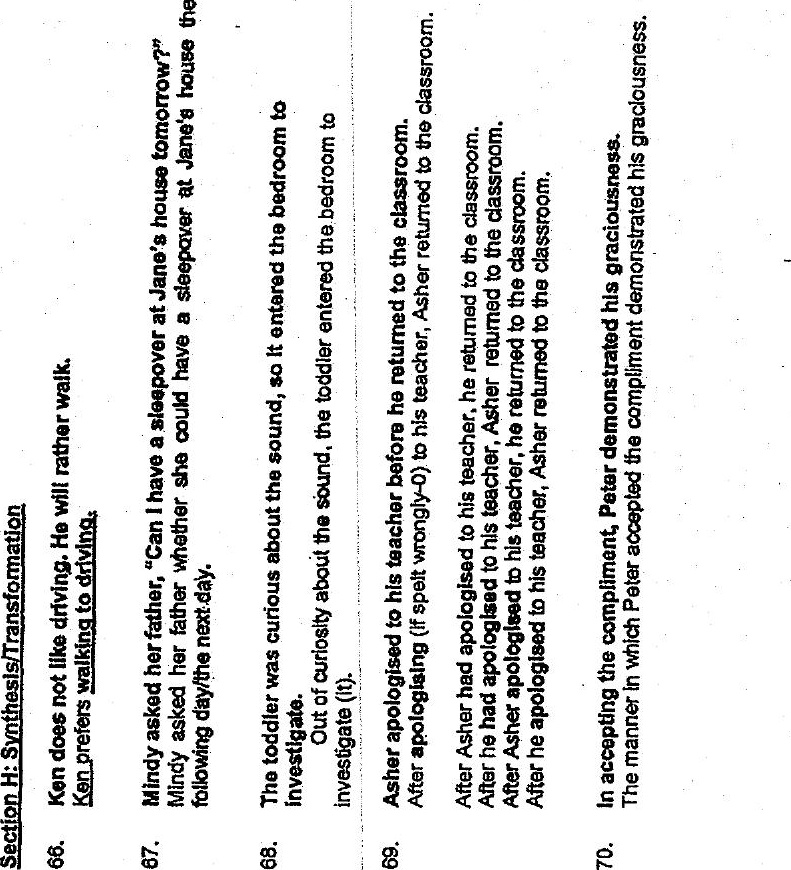 Section H: Synthesis/Transformation
66. Ken does not like driving. He will rather walk.
Ken prefers walking to driving.
67. Mindy asked her father, “Can I have a sleepover at Jane's house tomorrow?”
Mindy asked her father whether she could have a sleepover at Jane's house the
following day/the next day.
68. The toddler was curious about the sound, so it entered the bedroom to
investigate.
Out of curiosity about the sound, the toddler entered the bedroom to
investigate (it).
69. Asher apologised to his teacher before he returned to the classroom.
After apologising (if spelt wrongly-0) to his teacher, Asher returned to the classroom.
After Asher had apologised to his teacher, he returned to the classroom.
After he had apologised to his teacher, Asher returned to the classroom.
After Asher apologised to his teacher, he returned to the classroom.
After he apologised to his teacher, Asher returned to the classroom.
70. In accepting the compliment, Peter demonstrated his graciousness.
The manner in which Peter accepted the compliment demonstrated his graciousness.